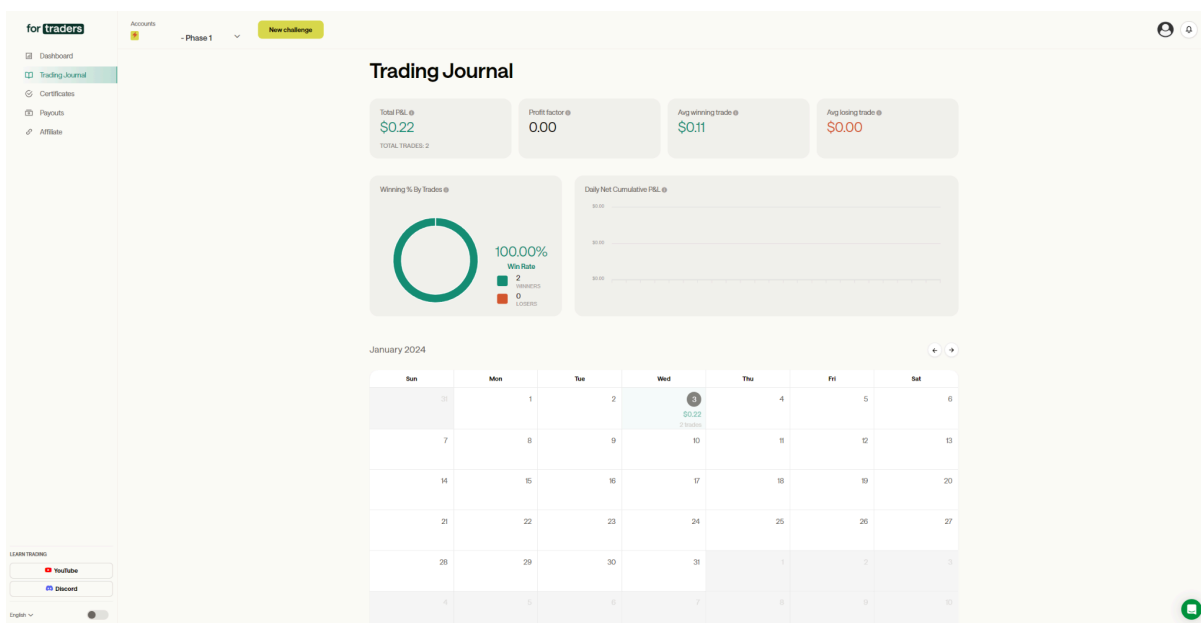 for traders
Accounts
- Phase 1
New challenge
Dashboard
Trading Journal
Certificates
Payouts
Affiliate
Trading Journal
Total P&L
$0.22
TOTAL TRADES: 2
Profit factor
0.00
Avg winning trade
$0.11
Avg losing trade
$0.00
Winning % By Trades
100.00%
Win Rate
2
WINNERS
0
LOSERS
Daily Net Cumulative P&L
$0.00
$0.00
$0.00
January 2024
Sun Mon Tue Wed Thu Fri Sat
31 1 2 3 4 5 6
$0.22
2 trades
7 8 9 10 11 12 13
14 15 16 17 18 19 20
21 22 23 24 25 26 27
28 29 30 31 1 2 3
4 5 6 7 8 9 10
LEARN TRADING
YouTube
Discord
English